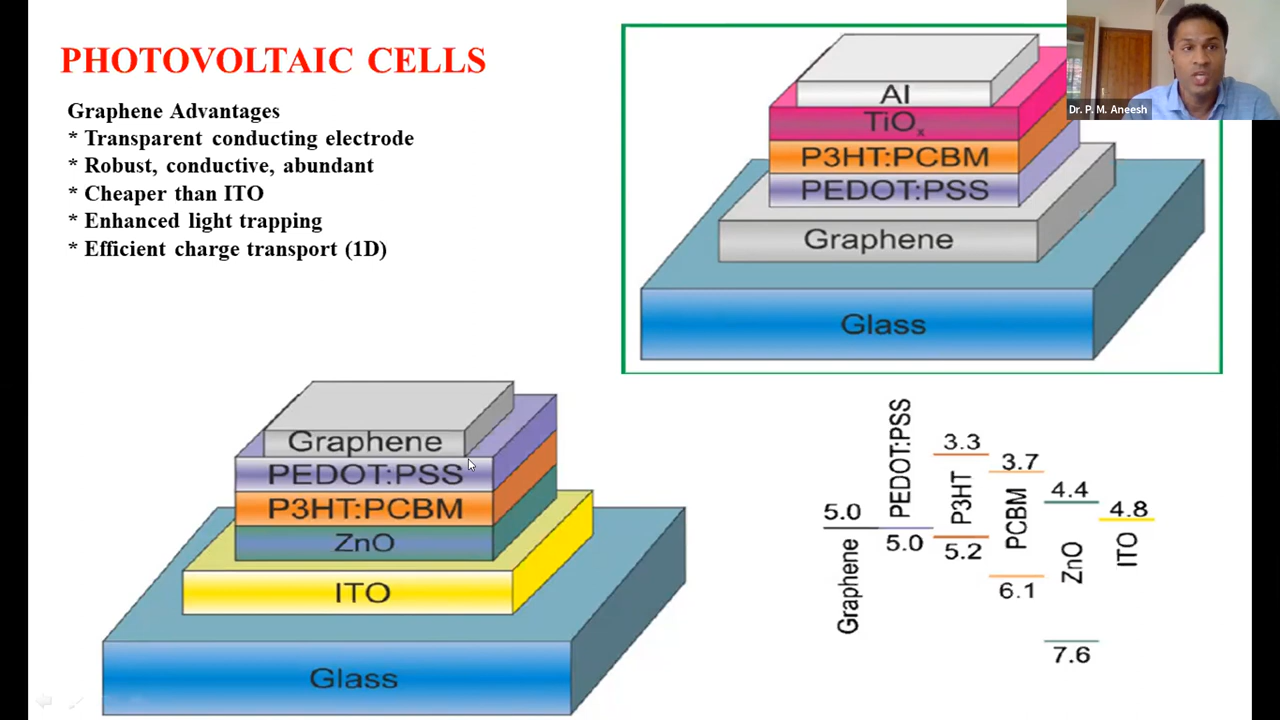 PHOTOVOLTAIC CELLS
Graphene Advantages
* Transparent conducting electrode
* Robust, conductive, abundant
* Cheaper than ITO
* Enhanced light trapping
* Efficient charge transport (1D)
Al
TiOx
P3HT:PCBM
PEDOT:PSS
Graphene
Glass
Dr. P. M. Aneesh
Graphene
PEDOT:PSS
P3HT:PCBM
ZnO
ITO
Glass
5.0
Graphene
PEDOT:PSS
5.0
3.3
P3HT
5.2
3.7
PCBM
6.1
4.4
ZnO
7.6
4.8
ITO